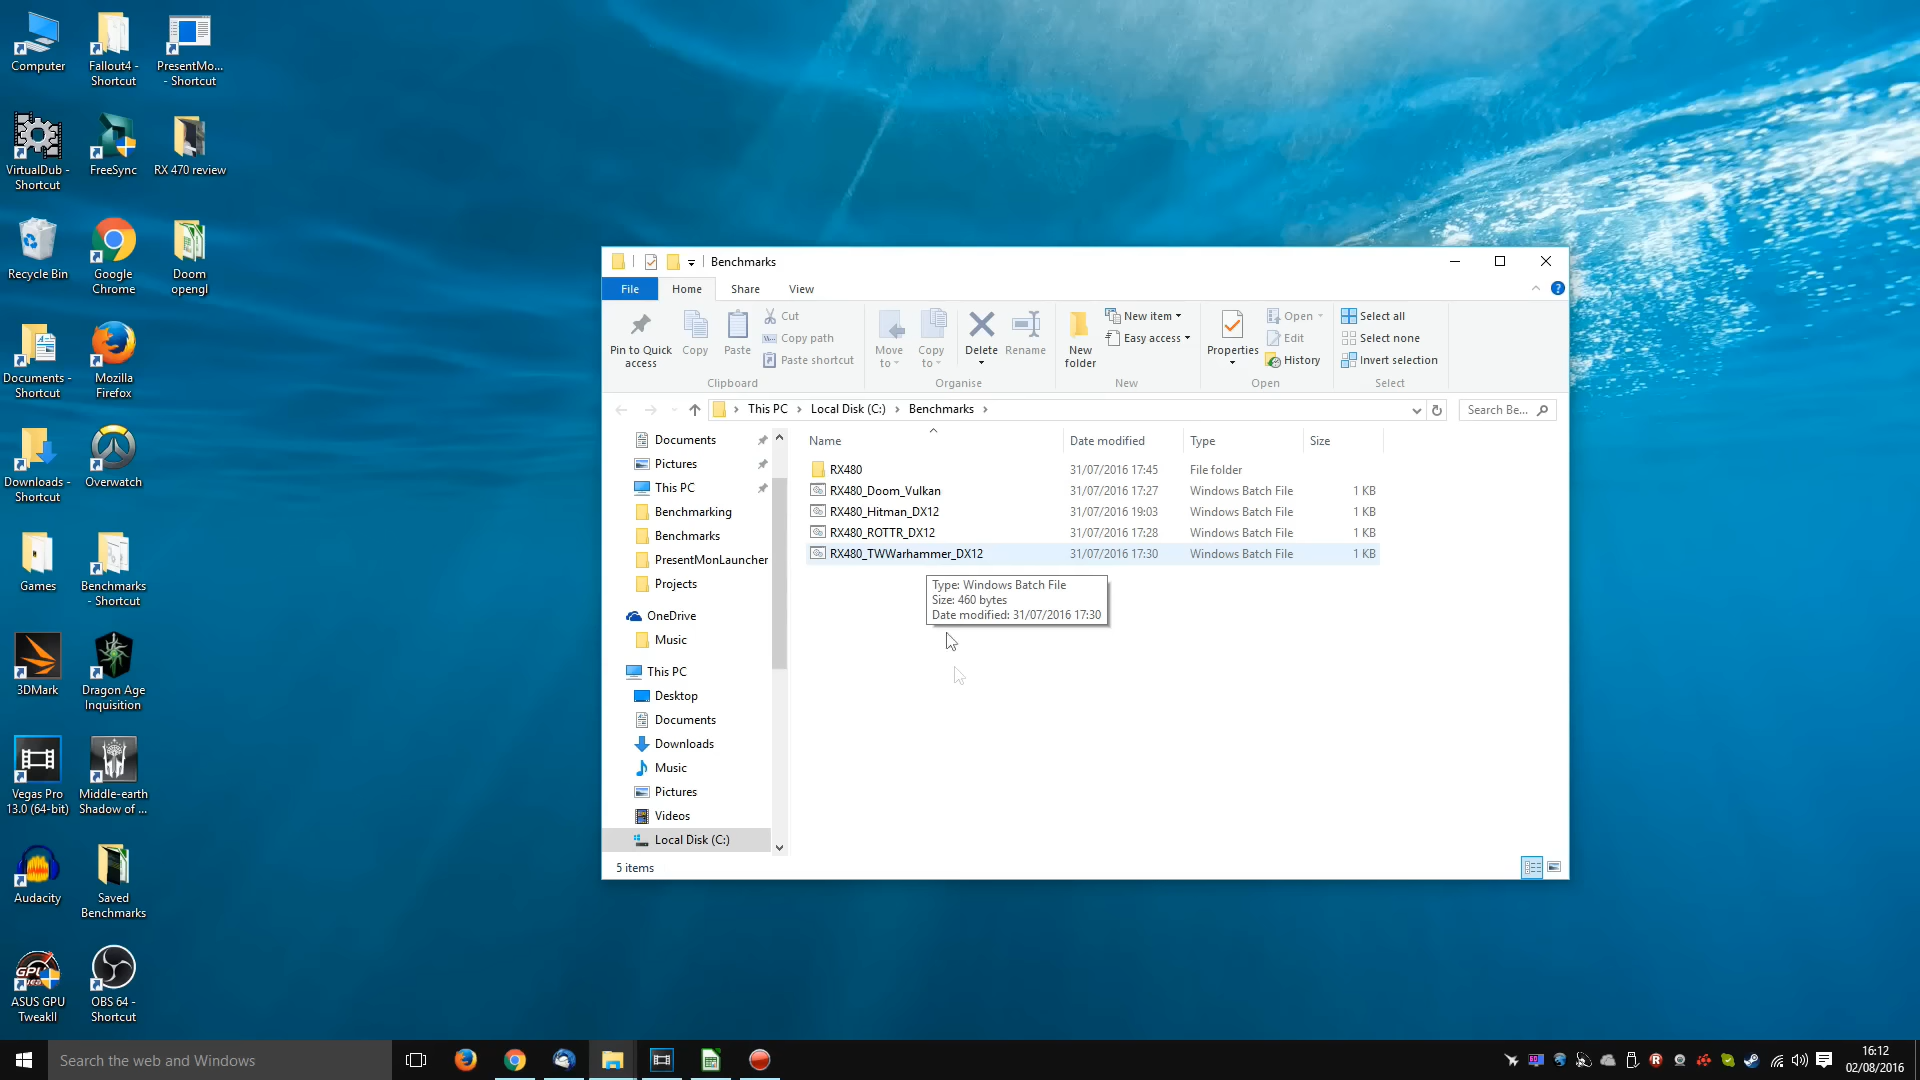 Computer
Fallout4 -
Shortcut
PresentMo...
- Shortcut
VirtualDub -
Shortcut
FreeSync
RX 470 review
Recycle Bin
Google
Chrome
Doom
opengl
Documents -
Shortcut
Mozilla
Firefox
Downloads -
Shortcut
Overwatch
Games
Benchmarks
- Shortcut
3DMark
Dragon Age
Inquisition
Vegas Pro
13.0 (64-bit)
Middle-earth
Shadow of ...
Audacity
Saved
Benchmarks
GPU
ASUS GPU
TweakII
OBS 64 -
Shortcut
Benchmarks
File Home Share View
Pin to Quick
access
Copy
Paste
Cut
Copy path
Paste shortcut
Clipboard
Move
to
Copy
to
Delete
Rename
Organise
New
folder
New item
Easy access
New
Properties
Open
Edit
History
Open
Select all
Select none
Invert selection
Select
This PC Local Disk (C:) Benchmarks
Search Be...
Documents
Pictures
This PC
Benchmarking
Benchmarks
PresentMonLauncher
Projects
OneDrive
Music
This PC
Desktop
Documents
Downloads
Music
Pictures
Videos
Local Disk (C:)
Name Date modified Type Size
RX480 31/07/2016 17:45 File folder
RX480_Doom_Vulkan 31/07/2016 17:27 Windows Batch File 1 KB
RX480_Hitman_DX12 31/07/2016 19:03 Windows Batch File 1 KB
RX480_ROTTR_DX12 31/07/2016 17:28 Windows Batch File 1 KB
RX480_TWWarhammer_DX12 31/07/2016 17:30 Windows Batch File 1 KB
Type: Windows Batch File
Size: 460 bytes
Date modified: 31/07/2016 17:30
5 items
Search the web and Windows
16:12
02/08/2016